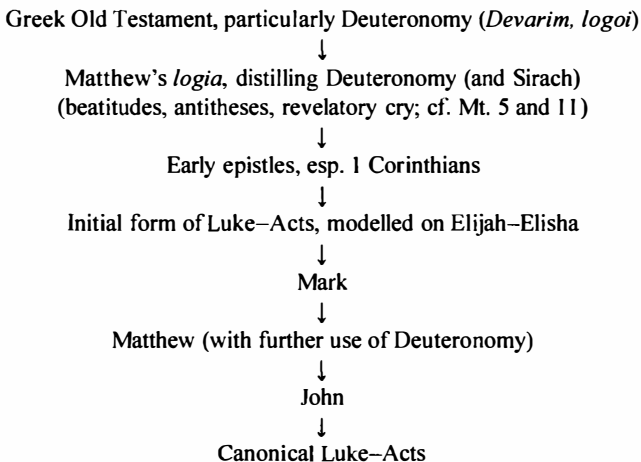 Greek Old Testament, particularly Deuteronomy (Devarim, logoi)
↓
Matthew's logia, distilling Deuteronomy (and Sirach)
(beatitudes, antitheses, revelatory cry; cf. Mt. 5 and 11)
↓
Early epistles, esp. 1 Corinthians
↓
Initial form of Luke–Acts, modelled on Elijah–Elisha
↓
Mark
↓
Matthew (with further use of Deuteronomy)
↓
John
↓
Canonical Luke–Acts